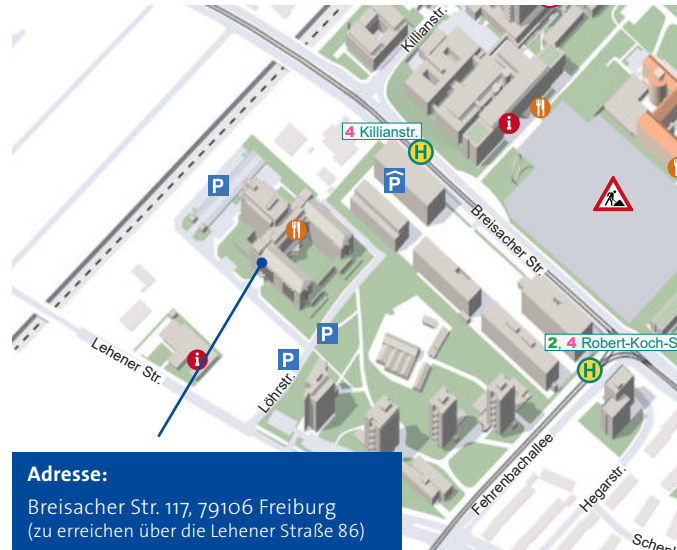 Killianstr.
4 Killianstr.
H
i
P
P
Breisacher Str.
2, 4 Robert-Koch-S
H
Lehener Str.
i
P
P
Löhrstr.
Fehrenbachallee
Hegarstr.
Adresse:
Breisacher Str. 117, 79106 Freiburg
(zu erreichen über die Lehener Straße 86)